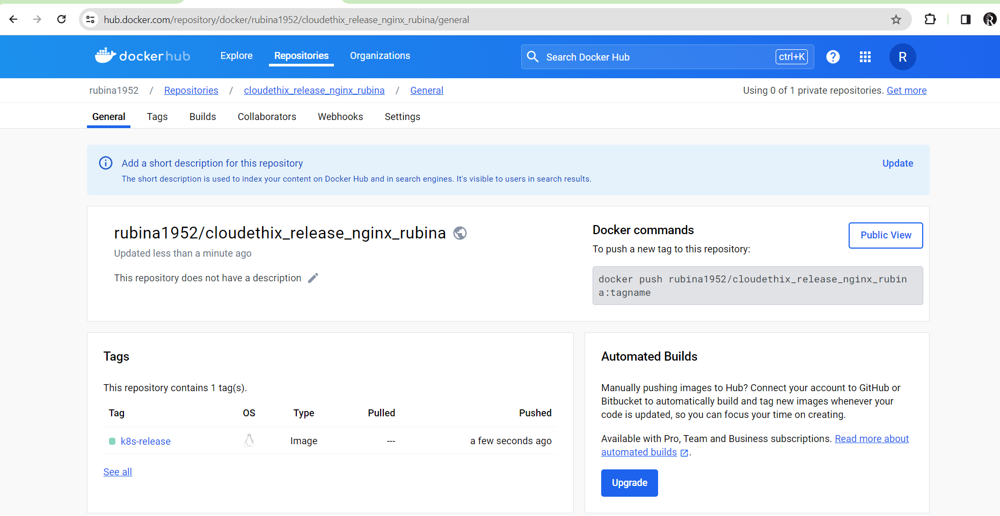 hub.docker.com/repository/docker/rubina1952/cloudethix_release_nginx_rubina/general
dockerhub Explore Repositories Organizations Search Docker Hub ctrl+K ? R
rubina1952 / Repositories / cloudethix_release_nginx_rubina / General Using 0 of 1 private repositories. Get more
General Tags Builds Collaborators Webhooks Settings
Add a short description for this repository Update
The short description is used to index your content on Docker Hub and in search engines. It's visible to users in search results.
rubina1952/cloudethix_release_nginx_rubina
Updated less than a minute ago
This repository does not have a description
Docker commands Public View
To push a new tag to this repository:
docker push rubina1952/cloudethix_release_nginx_rubin
a:tagname
Tags
This repository contains 1 tag(s).
Tag OS Type Pulled Pushed
k8s-release Image --- a few seconds ago
See all
Automated Builds
Manually pushing images to Hub? Connect your account to GitHub or
Bitbucket to automatically build and tag new images whenever your
code is updated, so you can focus your time on creating.
Available with Pro, Team and Business subscriptions. Read more about
automated builds .
Upgrade